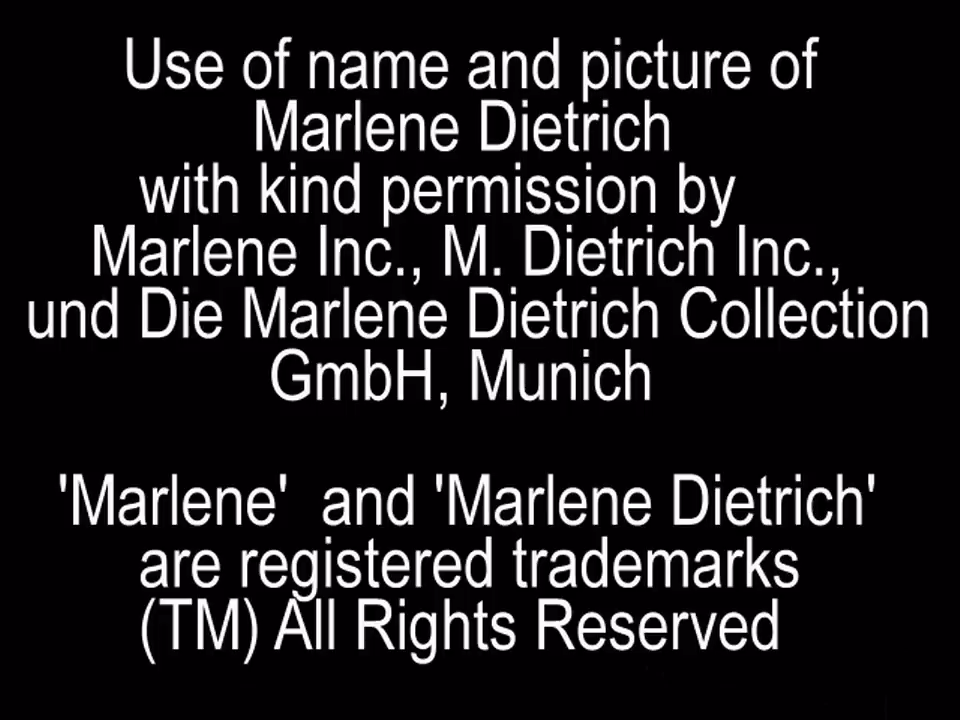 Use of name and picture of
Marlene Dietrich
with kind permission by
Marlene Inc., M. Dietrich Inc.,
und Die Marlene Dietrich Collection
GmbH, Munich
'Marlene' and 'Marlene Dietrich'
are registered trademarks
(TM) All Rights Reserved